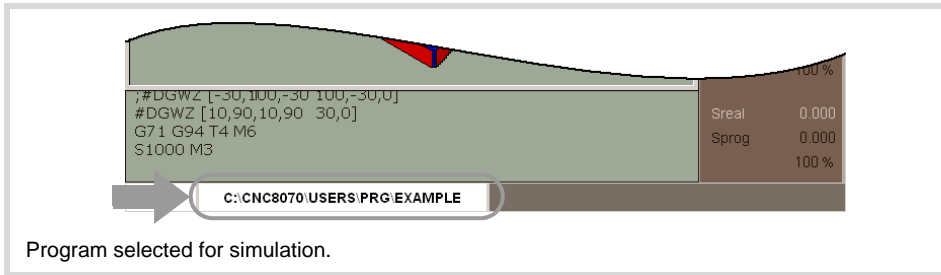 100 %
;#DGWZ [-30,100,-30 100,-30,0]
#DGWZ [10,90,10,90 30,0]
G71 G94 T4 M6
S1000 M3
Sreal 0.000
Sprog 0.000
100 %
C:\CNC8070\USERS\PRG\EXAMPLE
Program selected for simulation.